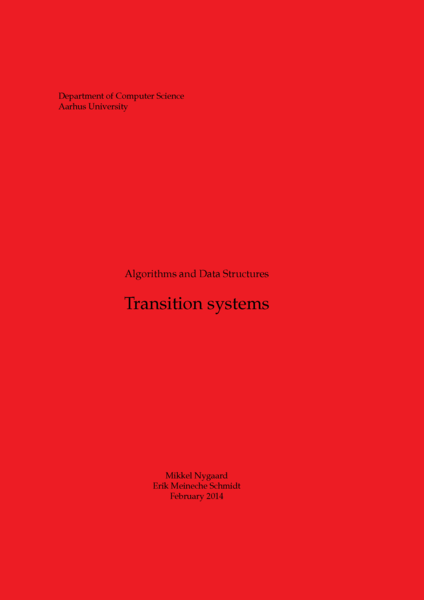 Department of Computer Science
Aarhus University
Algorithms and Data Structures
Transition systems
Mikkel Nygaard
Erik Meineche Schmidt
February 2014